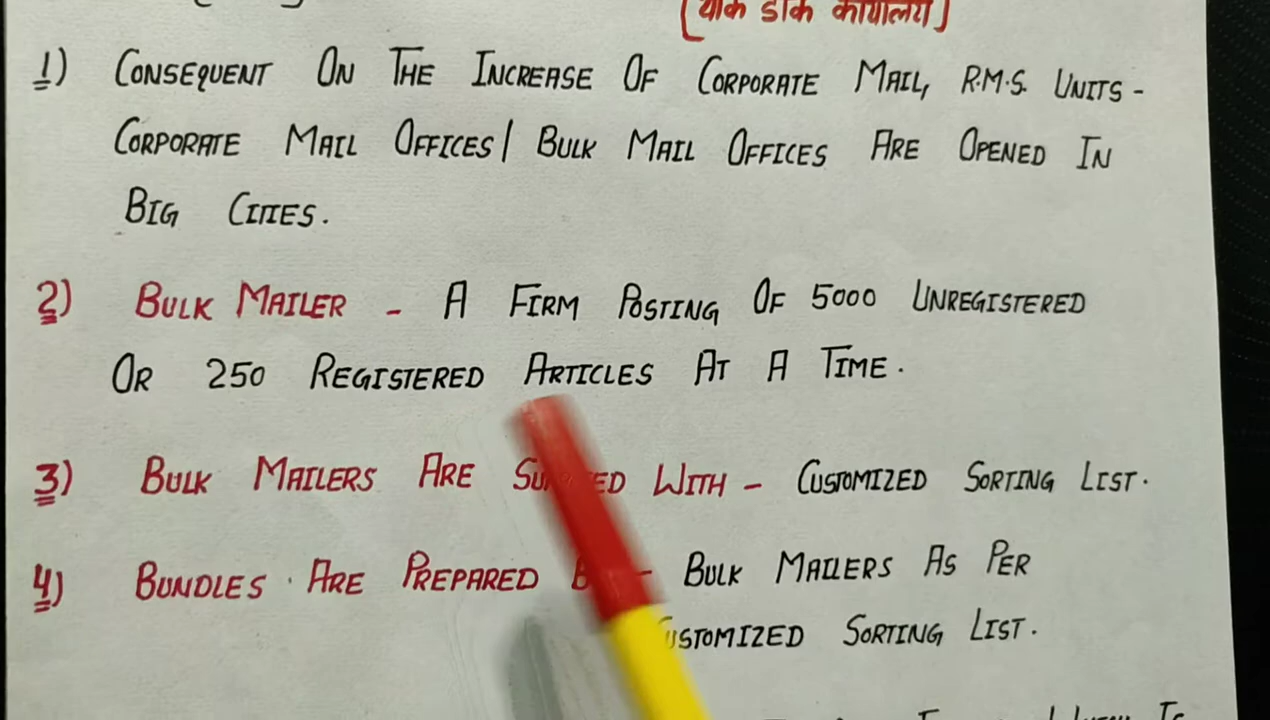 [थोक डाक कार्यालय]
1) CONSEQUENT ON THE INCREASE OF CORPORATE MAIL, R.M.S. UNITS -
CORPORATE MAIL OFFICES/ BULK MAIL OFFICES ARE OPENED IN
BIG CITIES.
2) BULK MAILER - A FIRM POSTING OF 5000 UNREGISTERED
OR 250 REGISTERED ARTICLES AT A TIME.
3) BULK MAILERS ARE WITH - CUSTOMIZED SORTING LIST.
4) BUNDLES ARE PREPARED - BULK MAILERS AS PER
CUSTOMIZED SORTING LIST.